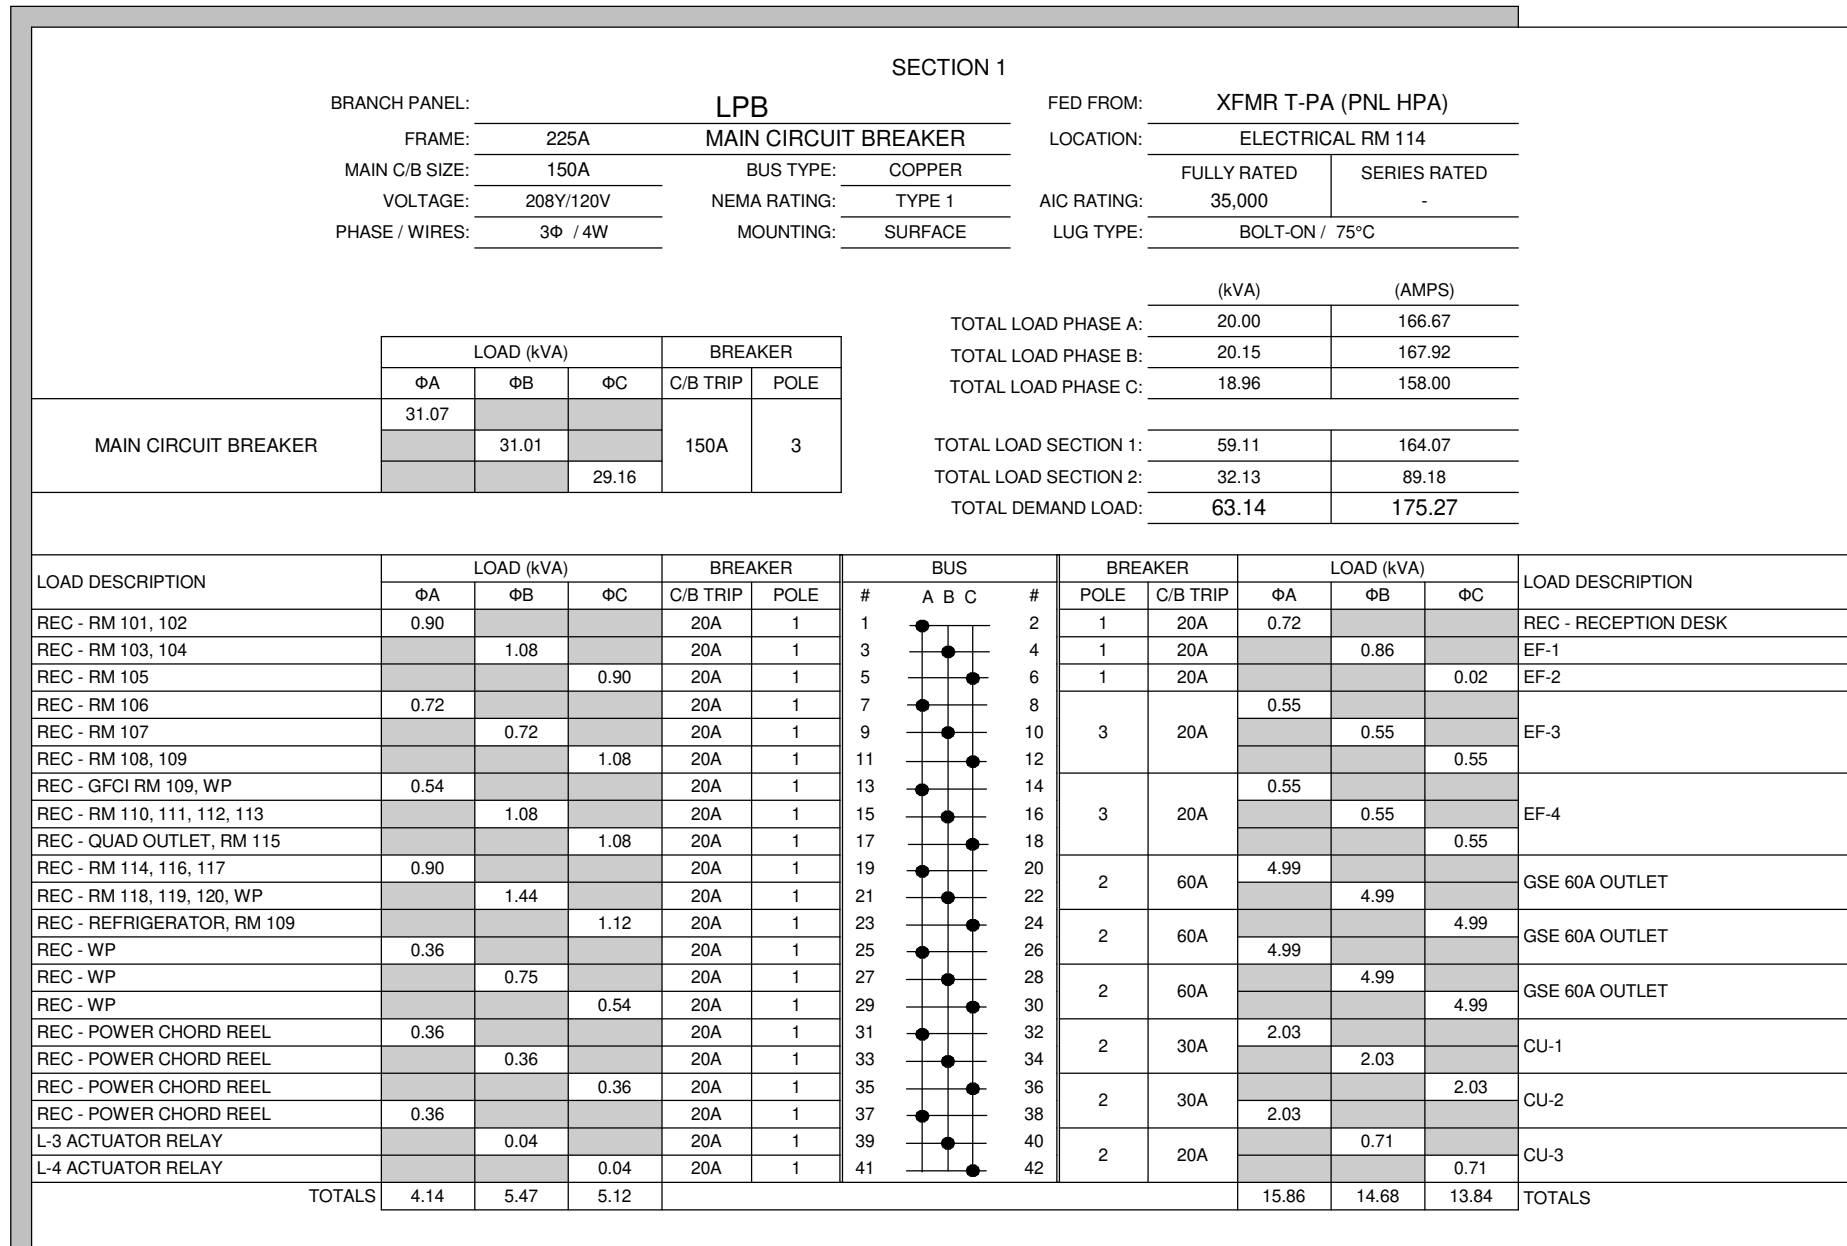 SECTION 1
BRANCH PANEL: LPB FED FROM: XFMR T-PA (PNL HPA)
FRAME: 225A MAIN CIRCUIT BREAKER LOCATION: ELECTRICAL RM 114
MAIN C/B SIZE: 150A BUS TYPE: COPPER FULLY RATED SERIES RATED
VOLTAGE: 208Y/120V NEMA RATING: TYPE 1 AIC RATING: 35,000 -
PHASE / WIRES: 3Φ / 4W MOUNTING: SURFACE LUG TYPE: BOLT-ON / 75°C
(kVA) (AMPS)
TOTAL LOAD PHASE A: 20.00 166.67
LOAD (kVA) BREAKER TOTAL LOAD PHASE B: 20.15 167.92
ΦA ΦB ΦC C/B TRIP POLE TOTAL LOAD PHASE C: 18.96 158.00
31.07
MAIN CIRCUIT BREAKER 31.01 150A 3 TOTAL LOAD SECTION 1: 59.11 164.07
29.16 TOTAL LOAD SECTION 2: 32.13 89.18
TOTAL DEMAND LOAD: 63.14 175.27
LOAD DESCRIPTION LOAD (kVA) BREAKER BUS BREAKER LOAD (kVA) LOAD DESCRIPTION
ΦA ΦB ΦC C/B TRIP POLE # A B C # POLE C/B TRIP ΦA ΦB ΦC
REC - RM 101, 102 0.90 20A 1 1 2 1 20A 0.72 REC - RECEPTION DESK
REC - RM 103, 104 1.08 20A 1 3 4 1 20A 0.86 EF-1
REC - RM 105 0.90 20A 1 5 6 1 20A 0.02 EF-2
REC - RM 106 0.72 20A 1 7 8 0.55
REC - RM 107 0.72 20A 1 9 10 3 20A 0.55 EF-3
REC - RM 108, 109 1.08 20A 1 11 12 0.55
REC - GFCI RM 109, WP 0.54 20A 1 13 14 0.55
REC - RM 110, 111, 112, 113 1.08 20A 1 15 16 3 20A 0.55 EF-4
REC - QUAD OUTLET, RM 115 1.08 20A 1 17 18 0.55
REC - RM 114, 116, 117 0.90 20A 1 19 20 2 60A 4.99 GSE 60A OUTLET
REC - RM 118, 119, 120, WP 1.44 20A 1 21 22 4.99
REC - REFRIGERATOR, RM 109 1.12 20A 1 23 24 2 60A 4.99 GSE 60A OUTLET
REC - WP 0.36 20A 1 25 26 4.99
REC - WP 0.75 20A 1 27 28 2 60A 4.99 GSE 60A OUTLET
REC - WP 0.54 20A 1 29 30 4.99
REC - POWER CHORD REEL 0.36 20A 1 31 32 2 30A 2.03 CU-1
REC - POWER CHORD REEL 0.36 20A 1 33 34 2.03
REC - POWER CHORD REEL 0.36 20A 1 35 36 2 30A 2.03 CU-2
REC - POWER CHORD REEL 0.36 20A 1 37 38 2.03
L-3 ACTUATOR RELAY 0.04 20A 1 39 40 2 20A 0.71 CU-3
L-4 ACTUATOR RELAY 0.04 20A 1 41 42 0.71
TOTALS 4.14 5.47 5.12 15.86 14.68 13.84 TOTALS